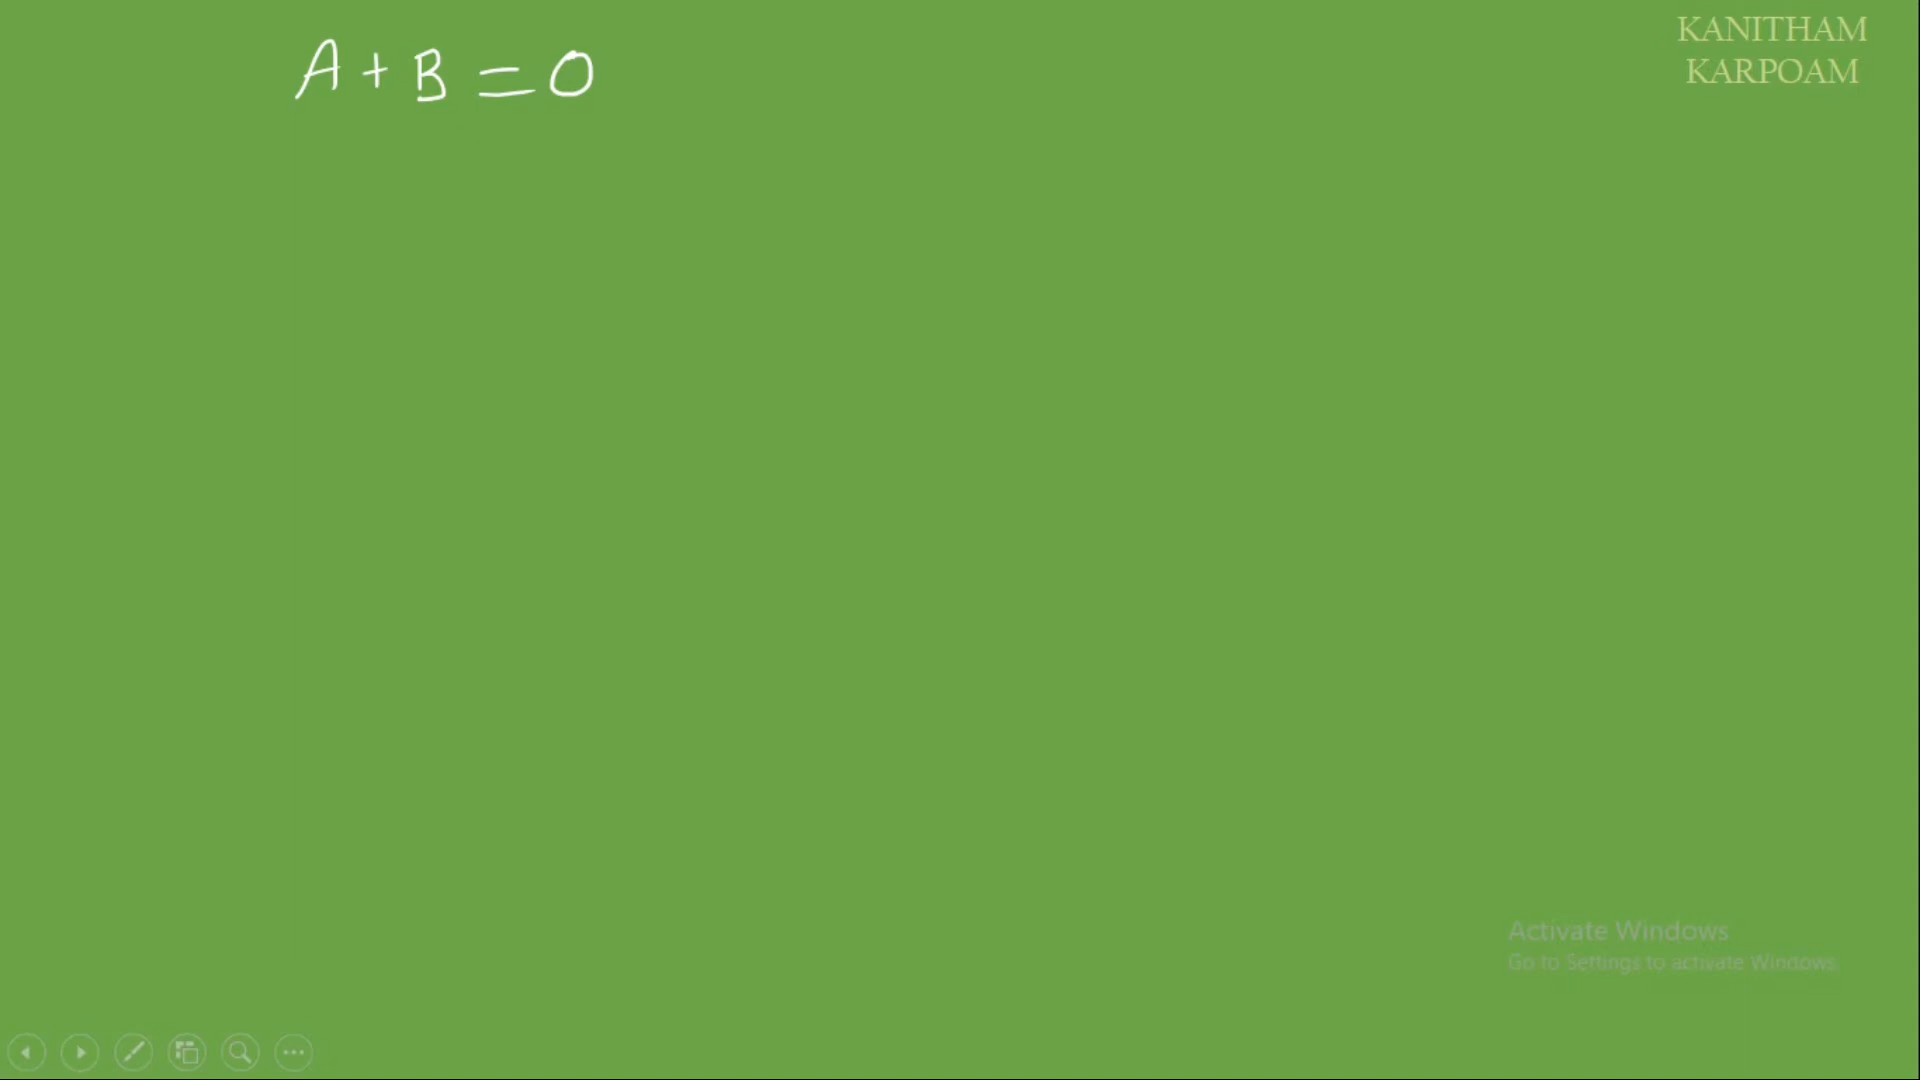 A + B = 0
KANITHAM
KARPOAM
Activate Windows
Go to Settings to activate Windows.